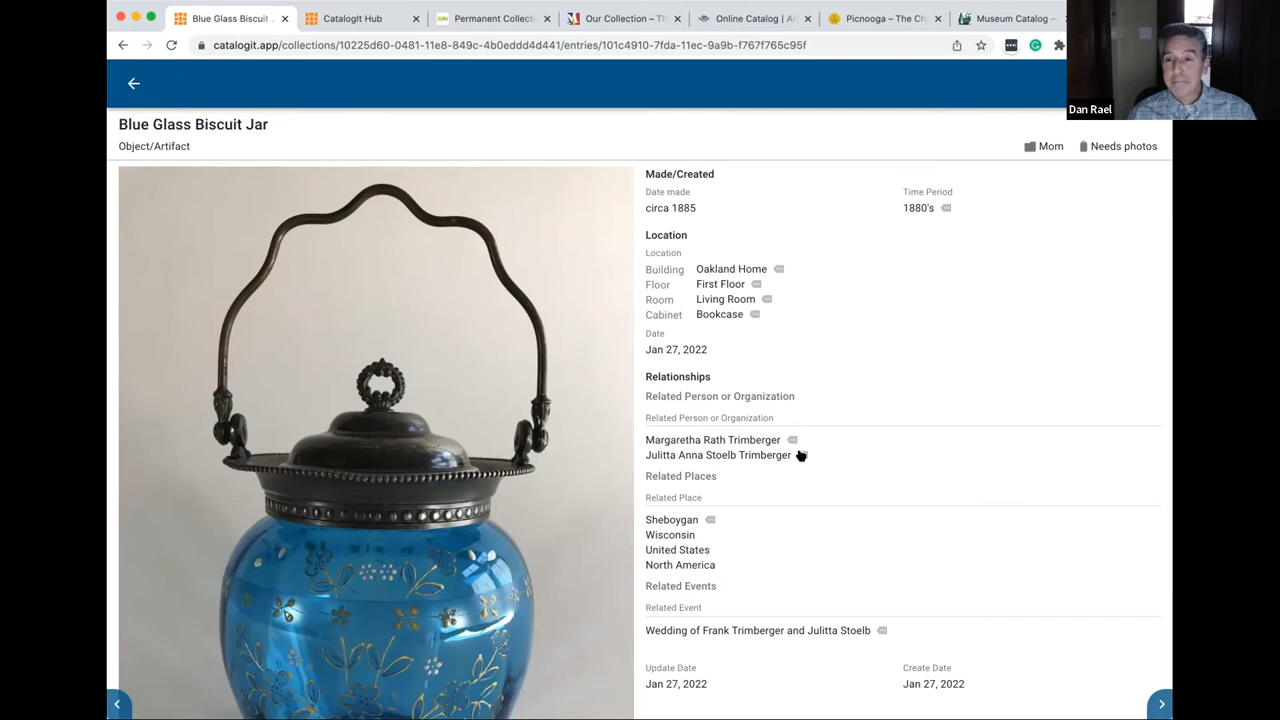 Blue Glass Biscuit Jar
CatalogIt Hub
Permanent Collecti
Our Collection – Th
Online Catalog | Ar
Picnooga – The Ch
Museum Catalog –
catalogit.app/collections/10225d60-0481-11e8-849c-4b0eddd4d441/entries/101c4910-7fda-11ec-9a9b-f767f765c95f
Dan Rael
Blue Glass Biscuit Jar
Object/Artifact
Mom
Needs photos
Made/Created
Date made
Time Period
circa 1885
1880's
Location
Location
Building Oakland Home
Floor First Floor
Room Living Room
Cabinet Bookcase
Date
Jan 27, 2022
Relationships
Related Person or Organization
Related Person or Organization
Margaretha Rath Trimberger
Julitta Anna Stoelb Trimberger
Related Places
Related Place
Sheboygan
Wisconsin
United States
North America
Related Events
Related Event
Wedding of Frank Trimberger and Julitta Stoelb
Update Date
Create Date
Jan 27, 2022
Jan 27, 2022